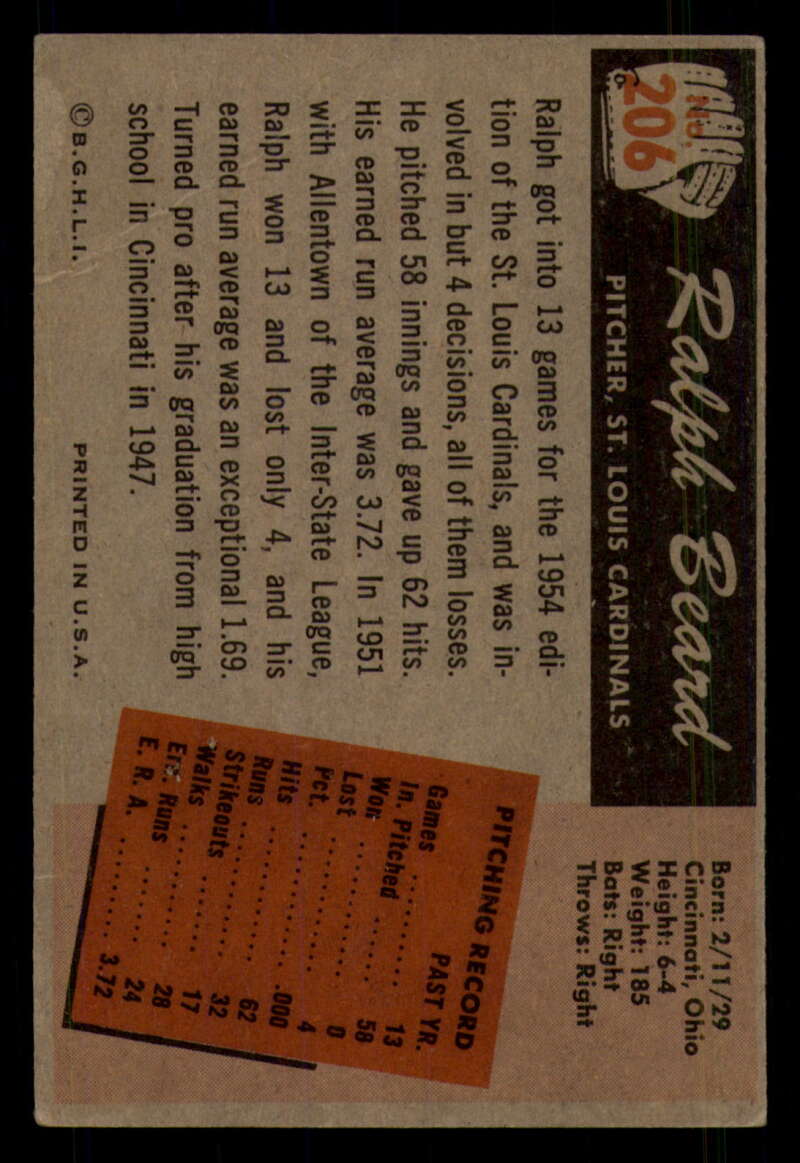 No.
206
Ralph Beard
PITCHER, ST. LOUIS CARDINALS
Born: 2/11/29
Cincinnati, Ohio
Height: 6-4
Weight: 185
Bats: Right
Throws: Right
Ralph got into 13 games for the 1954 edi-
tion of the St. Louis Cardinals, and was in-
volved in but 4 decisions, all of them losses.
He pitched 58 innings and gave up 62 hits.
His earned run average was 3.72. In 1951
with Allentown of the Inter-State League,
Ralph won 13 and lost only 4, and his
earned run average was an exceptional 1.69.
Turned pro after his graduation from high
school in Cincinnati in 1947.
PITCHING RECORD
PAST YR.
Games .......... 13
In. Pitched ...... 58
Won .......... 0
Lost .......... 4
Pct. .......... .000
Hits .......... 62
Runs .......... 32
Strikeouts ....... 17
Walks .......... 28
Err. Runs ....... 24
E. R. A. .......... 3.72
© B.G.H.L.I. PRINTED IN U.S.A.